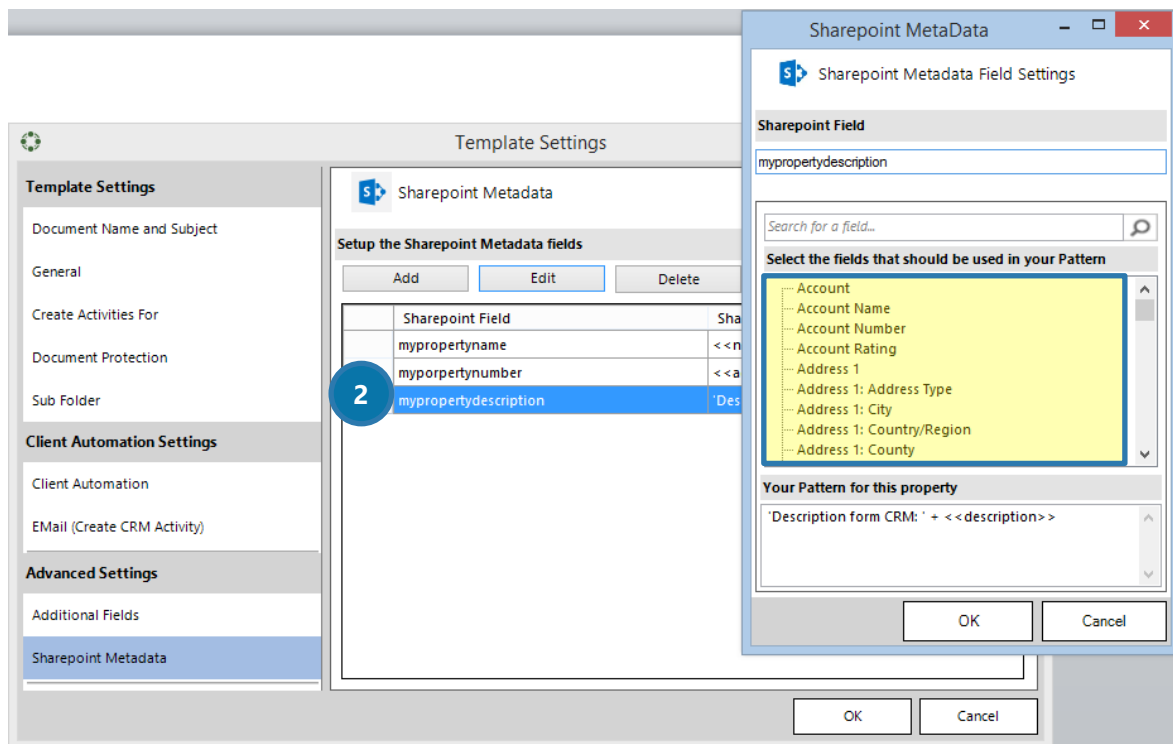 Sharepoint MetaData
Sharepoint Metadata Field Settings
Sharepoint Field
mypropertydescription
Search for a field...
Select the fields that should be used in your Pattern
Account
Account Name
Account Number
Account Rating
Address 1
Address 1: Address Type
Address 1: City
Address 1: Country/Region
Address 1: County
Your Pattern for this property
'Description form CRM: ' + <<description>>
OK
Cancel
Template Settings
Template Settings
Document Name and Subject
General
Create Activities For
Document Protection
Sub Folder
Client Automation Settings
Client Automation
EMail (Create CRM Activity)
Advanced Settings
Additional Fields
Sharepoint Metadata
Sharepoint Metadata
Setup the Sharepoint Metadata fields
Add
Edit
Delete
Sharepoint Field
Sha
mypropertyname
<<n
myporpertynumber
<<a
2
mypropertydescription
'Des
OK
Cancel